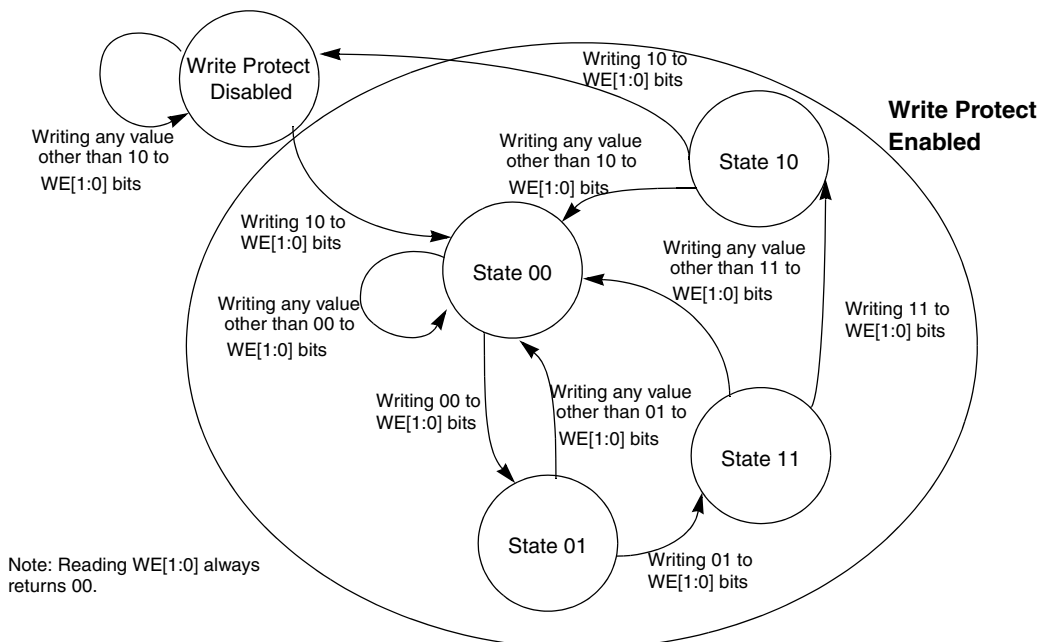 Write Protect
Disabled
Writing 10 to
WE[1:0] bits
Write Protect
Enabled
Writing any value
other than 10 to
WE[1:0] bits
Writing any value
other than 10 to
WE[1:0] bits
State 10
Writing 10 to
WE[1:0] bits
State 00
Writing any value
other than 11 to
WE[1:0] bits
Writing any value
other than 00 to
WE[1:0] bits
Writing 11 to
WE[1:0] bits
Writing 00 to
WE[1:0] bits
Writing any value
other than 01 to
WE[1:0] bits
State 11
State 01
Writing 01 to
WE[1:0] bits
Note: Reading WE[1:0] always
returns 00.